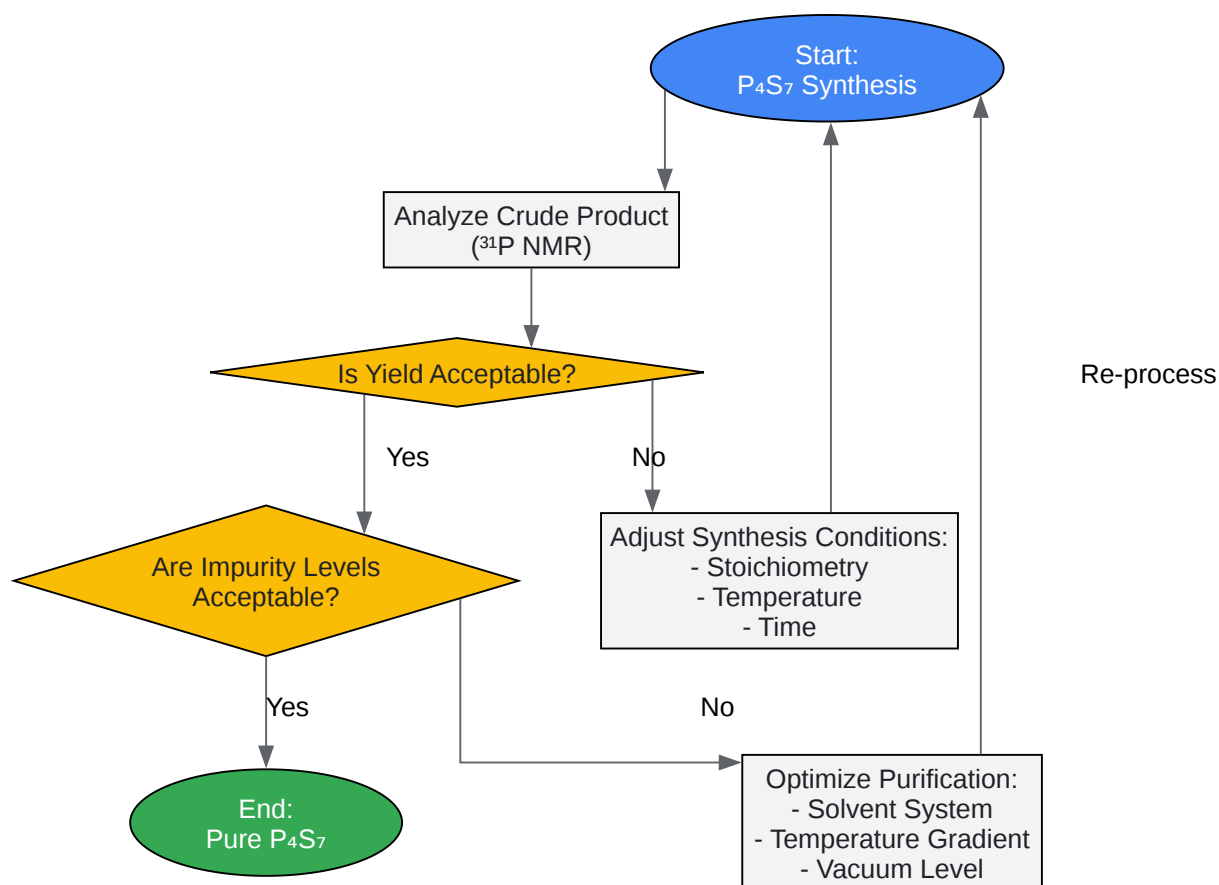 Start:
P₄S₇ Synthesis
Analyze Crude Product
(³¹P NMR)
Is Yield Acceptable?
Re-process
Yes
No
Adjust Synthesis Conditions:
- Stoichiometry
- Temperature
- Time
Are Impurity Levels
Acceptable?
Yes
No
Optimize Purification:
- Solvent System
- Temperature Gradient
- Vacuum Level
End:
Pure P₄S₇